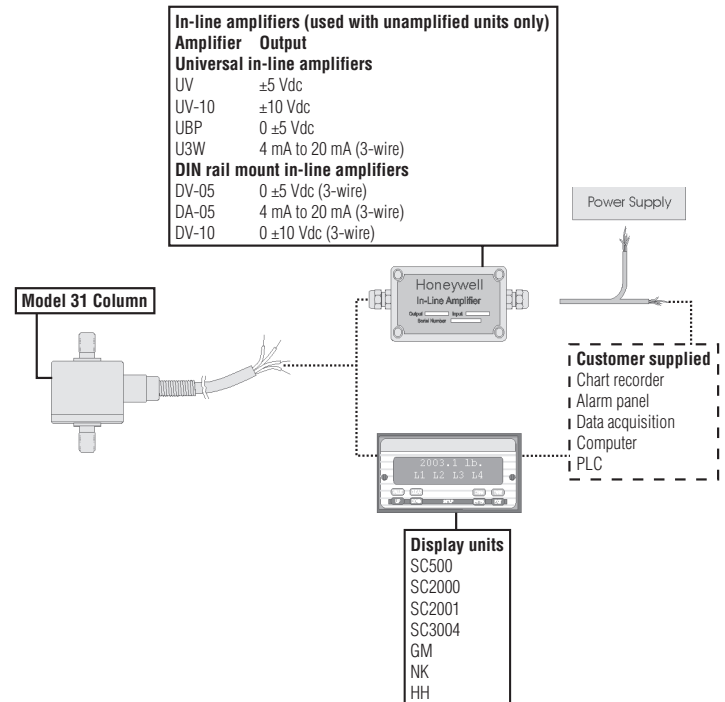 In-line amplifiers (used with unamplified units only)
Amplifier Output
Universal in-line amplifiers
UV ±5 Vdc
UV-10 ±10 Vdc
UBP 0 ±5 Vdc
U3W 4 mA to 20 mA (3-wire)
DIN rail mount in-line amplifiers
DV-05 0 ±5 Vdc (3-wire)
DA-05 4 mA to 20 mA (3-wire)
DV-10 0 ±10 Vdc (3-wire)
Power Supply
Model 31 Column
Honeywell
In-Line Amplifier
Output Input
Serial Number
Customer supplied
Chart recorder
Alarm panel
Data acquisition
Computer
PLC
2003.1 lb.
L1 L2 L3 L4
SETUP
Display units
SC500
SC2000
SC2001
SC3004
GM
NK
HH